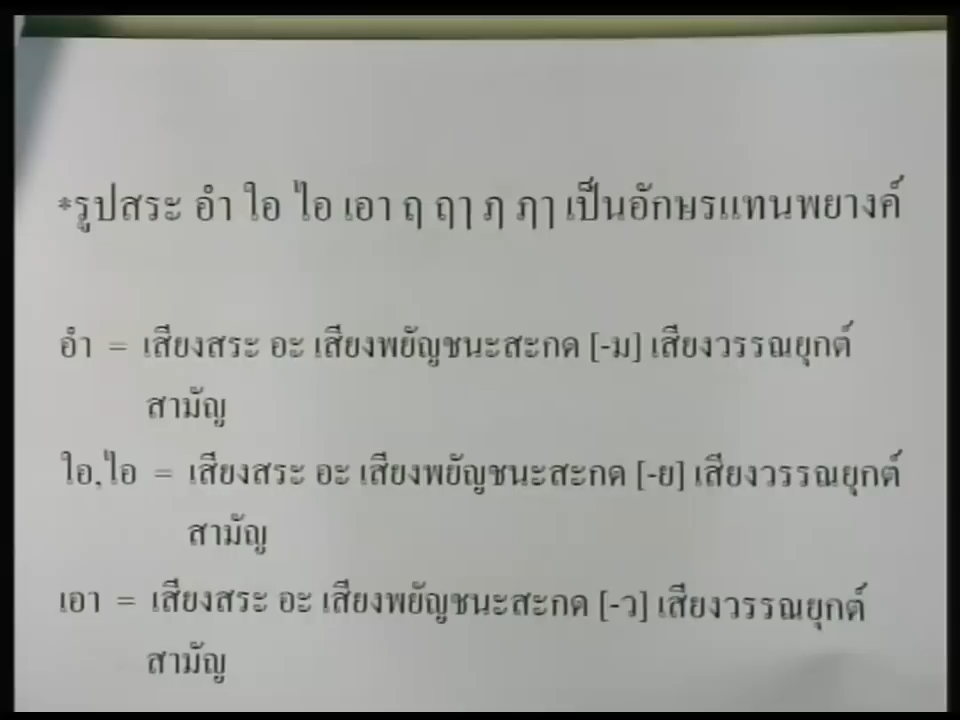 *รูปสระ อำ ใอ ไอ เอา ฤ ฤๅ ฦ ฦๅ เป็นอักษรแทนพยางค์
อำ = เสียงสระ อะ เสียงพยัญชนะสะกด [-ม] เสียงวรรณยุกต์
สามัญ
ใอ,ไอ = เสียงสระ อะ เสียงพยัญชนะสะกด [-ย] เสียงวรรณยุกต์
สามัญ
เอา = เสียงสระ อะ เสียงพยัญชนะสะกด [-ว] เสียงวรรณยุกต์
สามัญ